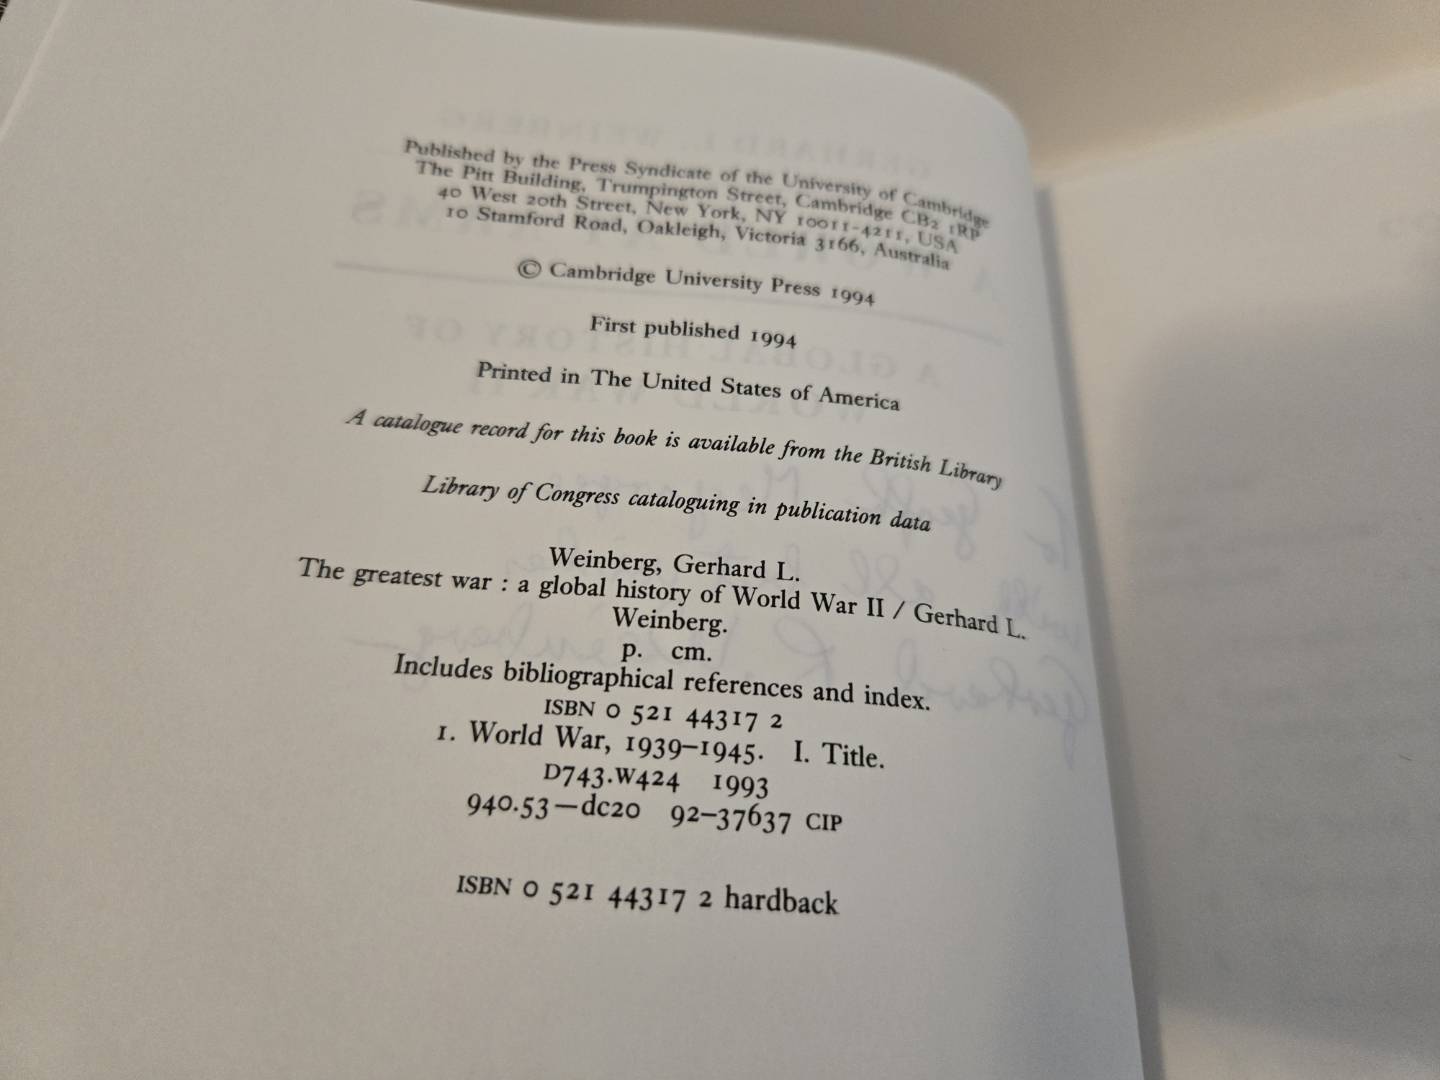 Published by the Press Syndicate of the University of Cambridge
The Pitt Building, Trumpington Street, Cambridge CB2 1RP
40 West 20th Street, New York, NY 10011-4211, USA
10 Stamford Road, Oakleigh, Victoria 3166, Australia
© Cambridge University Press 1994
First published 1994
Printed in The United States of America
A catalogue record for this book is available from the British Library
Library of Congress cataloguing in publication data
Weinberg, Gerhard L.
The greatest war : a global history of World War II / Gerhard L.
Weinberg.
p. cm.
Includes bibliographical references and index.
ISBN 0 521 44317 2
1. World War, 1939–1945. I. Title.
D743.W424 1993
940.53—dc20 92–37637 CIP
ISBN 0 521 44317 2 hardback